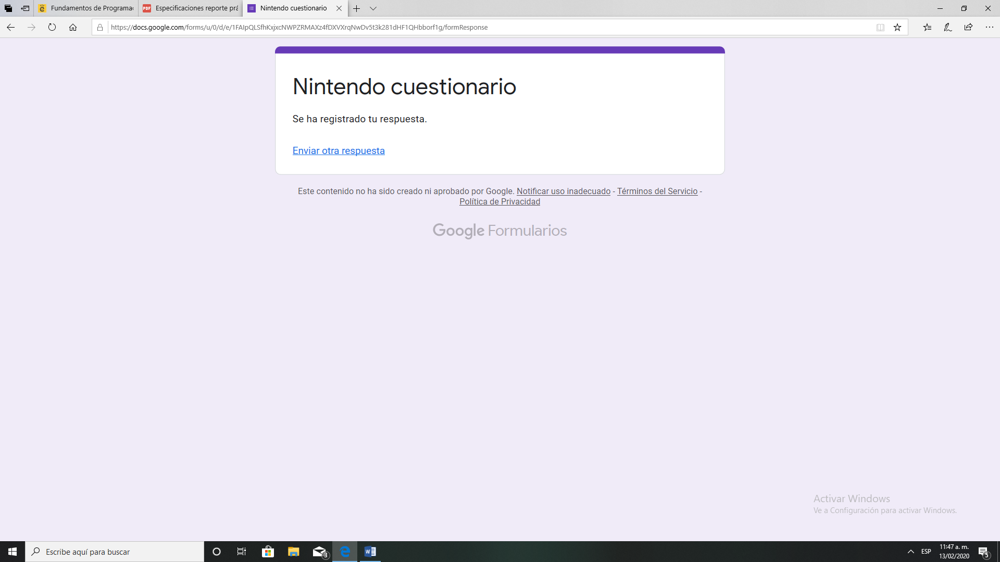 Fundamentos de Programac
Especificaciones reporte prá
Nintendo cuestionario
https://docs.google.com/forms/u/0/d/e/1FAIpQLSfhKxjxcNWPZRMAXz4fDXVXrqNwDv5t3k281dHF1QHbborf1g/formResponse
Nintendo cuestionario
Se ha registrado tu respuesta.
Enviar otra respuesta
Este contenido no ha sido creado ni aprobado por Google. Notificar uso inadecuado - Términos del Servicio -
Política de Privacidad
Google Formularios
Activar Windows
Ve a Configuración para activar Windows.
Escribe aquí para buscar
3
ESP
11:47 a. m.
13/02/2020
5